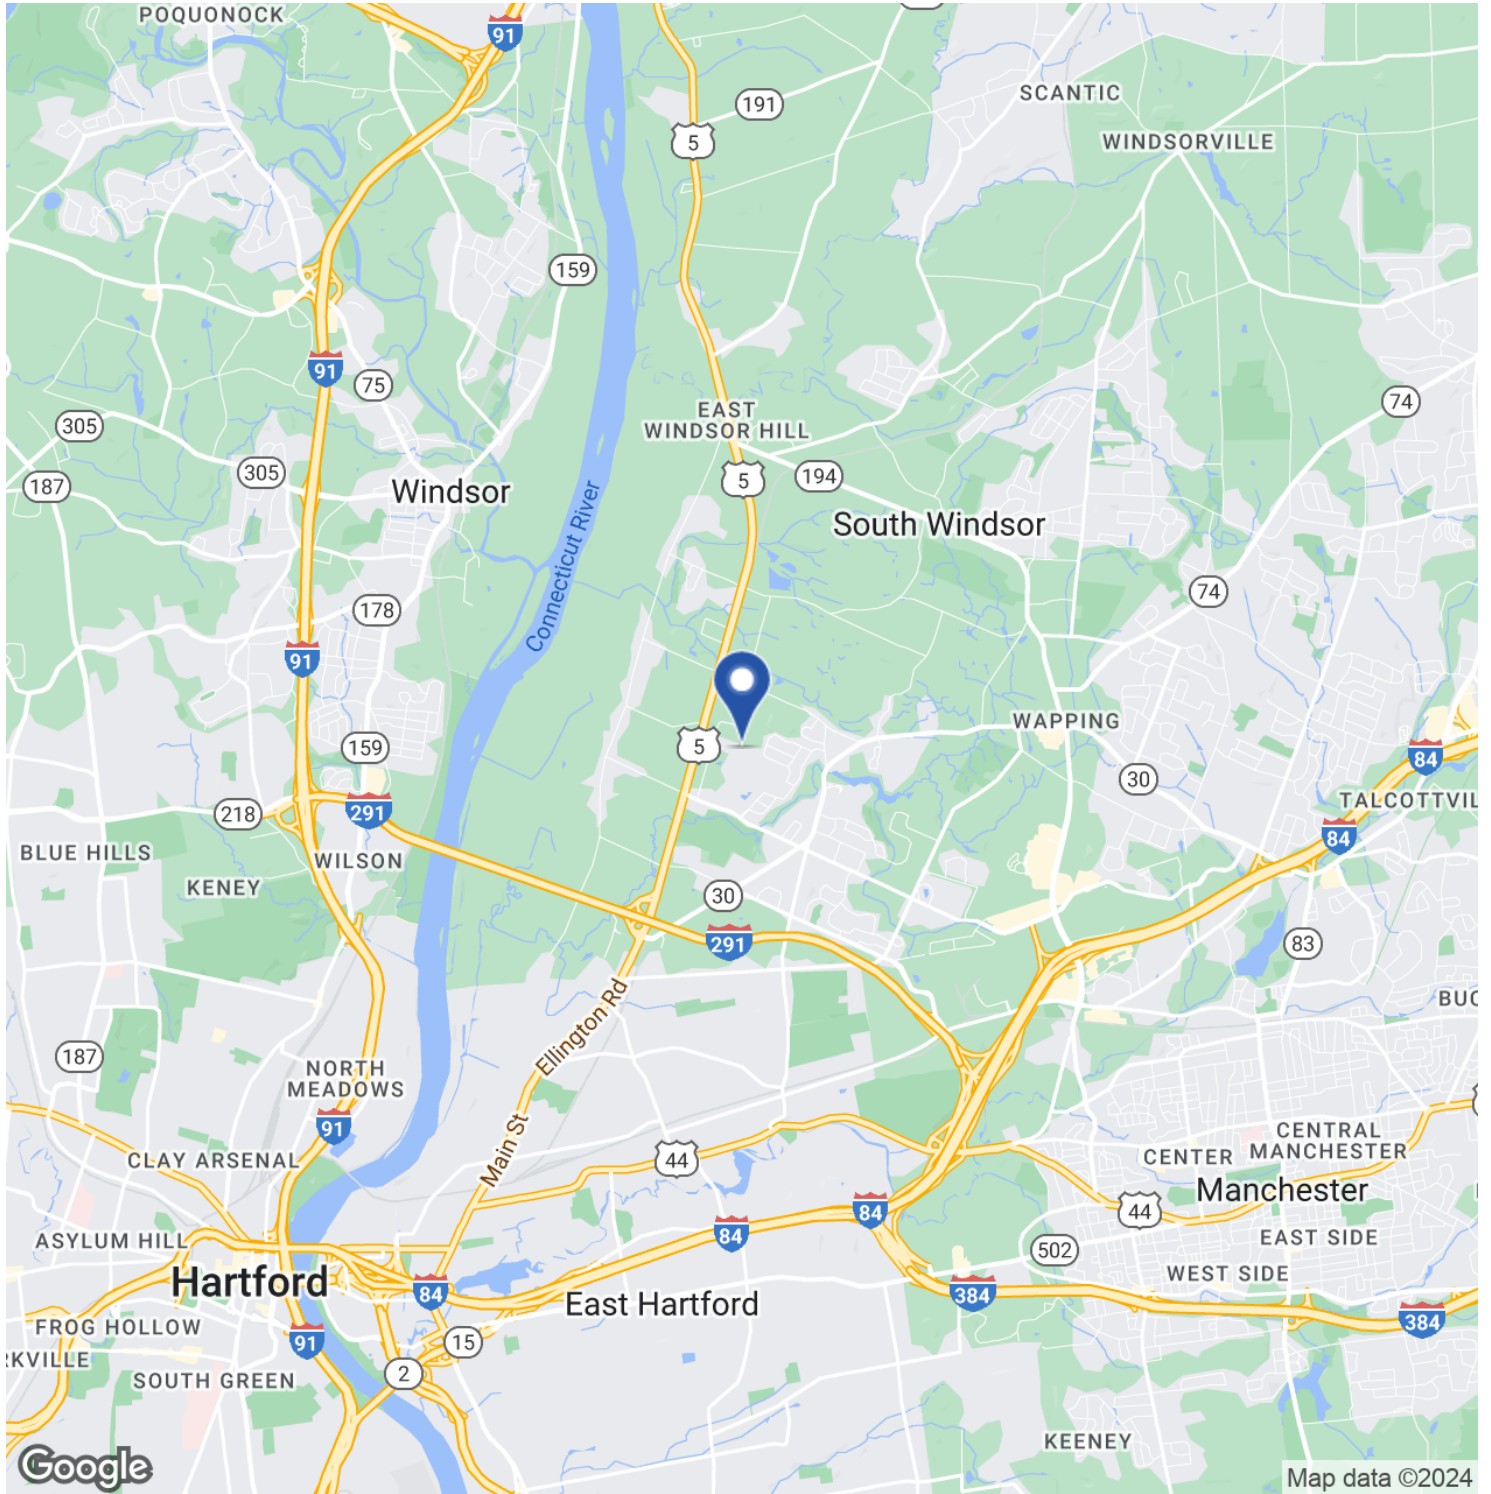 POQUONOCK
91
191
SCANTIC
5
WINDSORVILLE
159
91
75
74
305
EAST
WINDSOR HILL
305
187
5
194
Windsor
South Windsor
Connecticut River
74
178
91
WAPPING
5
159
84
30
TALCOTTVIL
218
291
84
BLUE HILLS
WILSON
KENEY
30
291
83
BUC
Ellington Rd
187
NORTH
MEADOWS
91
Main St
CENTRAL
MANCHESTER
CENTER
CLAY ARSENAL
44
Manchester
44
84
84
ASYLUM HILL
EAST SIDE
502
WEST SIDE
Hartford
84
384
East Hartford
384
FROG HOLLOW
91
15
RKVILLE
2
SOUTH GREEN
KEENEY
Google
Map data ©2024